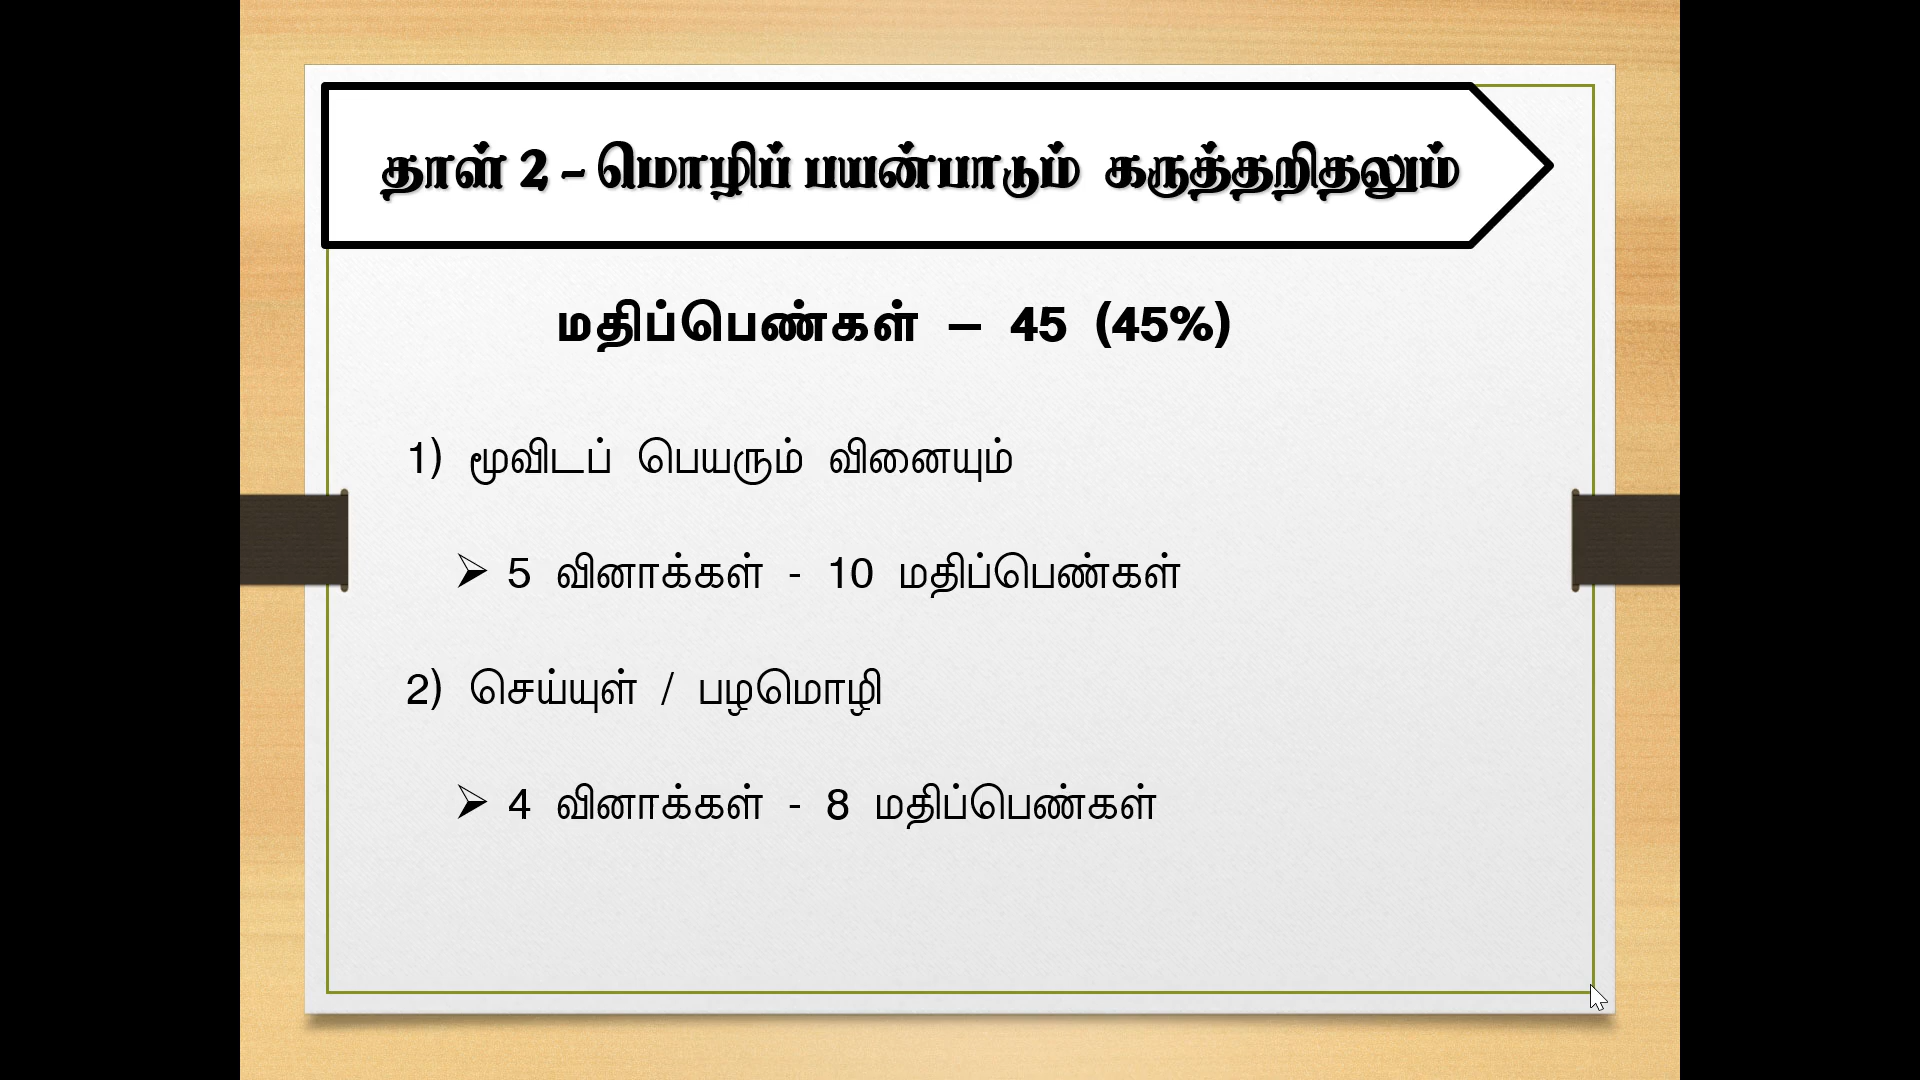 தாள் 2 - மொழிப் பயன்பாடும் கருத்தறிதலும்
மதிப்பெண்கள் – 45 (45%)
1) மூவிடப் பெயரும் வினையும்
➢ 5 வினாக்கள் - 10 மதிப்பெண்கள்
2) செய்யுள் / பழமொழி
➢ 4 வினாக்கள் - 8 மதிப்பெண்கள்